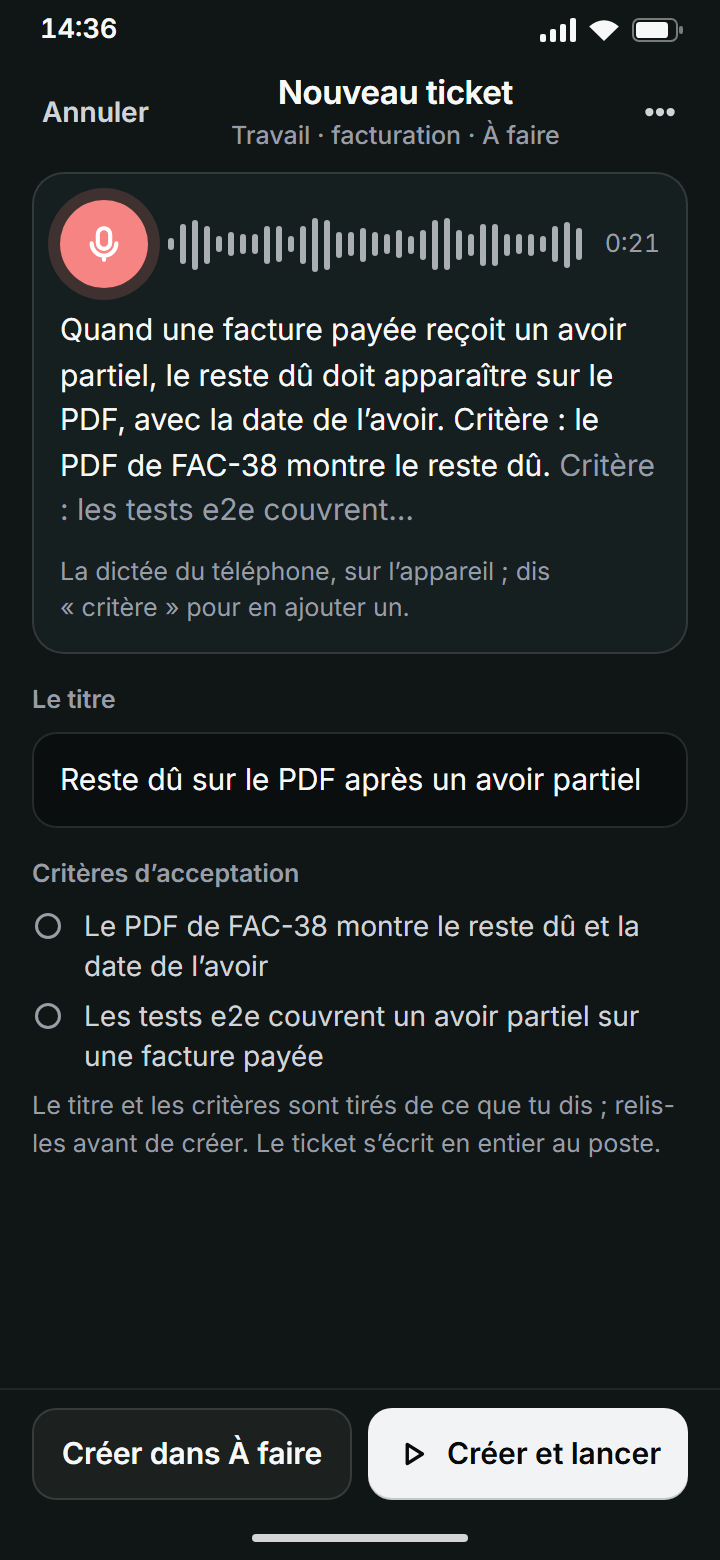 14:36
Annuler
Nouveau ticket
Travail · facturation · À faire
0:21
Quand une facture payée reçoit un avoir
partiel, le reste dû doit apparaître sur le
PDF, avec la date de l’avoir. Critère : le
PDF de FAC-38 montre le reste dû. Critère
: les tests e2e couvrent…
La dictée du téléphone, sur l’appareil ; dis
« critère » pour en ajouter un.
Le titre
Reste dû sur le PDF après un avoir partiel
Critères d’acceptation
Le PDF de FAC-38 montre le reste dû et la
date de l’avoir
Les tests e2e couvrent un avoir partiel sur
une facture payée
Le titre et les critères sont tirés de ce que tu dis ; relis-
les avant de créer. Le ticket s’écrit en entier au poste.
Créer dans À faire
Créer et lancer